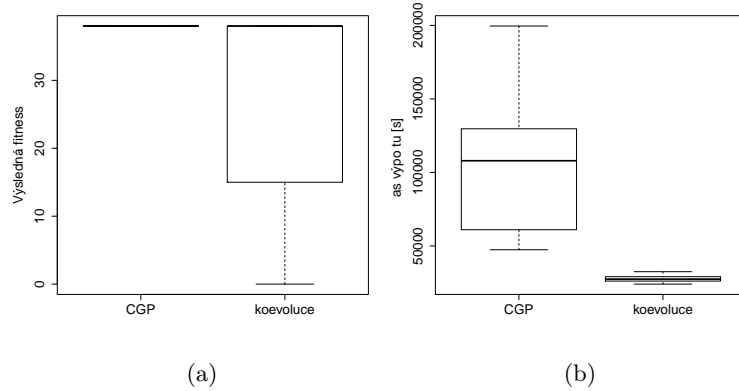 Výsledná fitness
0
10
20
30
CGP
koevoluce
(a)
as výpo tu [s]
50000
100000
150000
200000
CGP
koevoluce
(b)